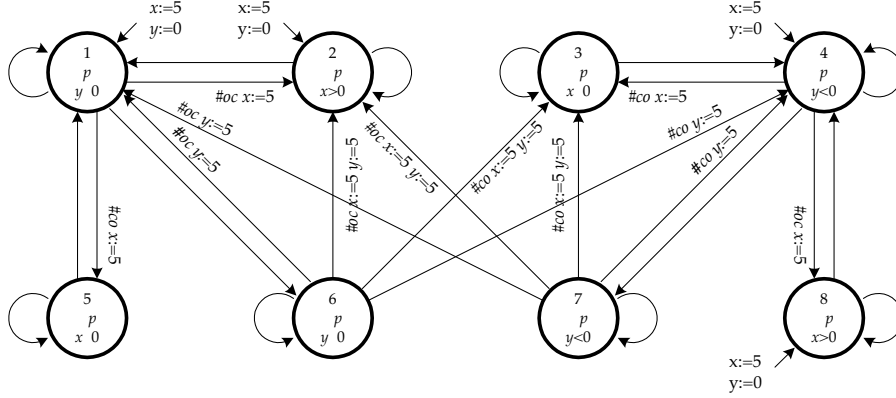 x:=5
y:=0
x:=5
y:=0
x:=5
y:=0
1
p
y 0
2
p
x>0
3
p
x 0
4
p
y<0
#oc x:=5
#co x:=5
#oc y:=5
#oc y:=5
#oc x:=5 y:=5
#co x:=5 y:=5
#co y:=5
#co y:=5
#co x:=5
#oc x:=5 y:=5
#co x:=5 y:=5
#oc x:=5
5
p
x 0
6
p
y 0
7
p
y<0
8
p
x>0
x:=5
y:=0